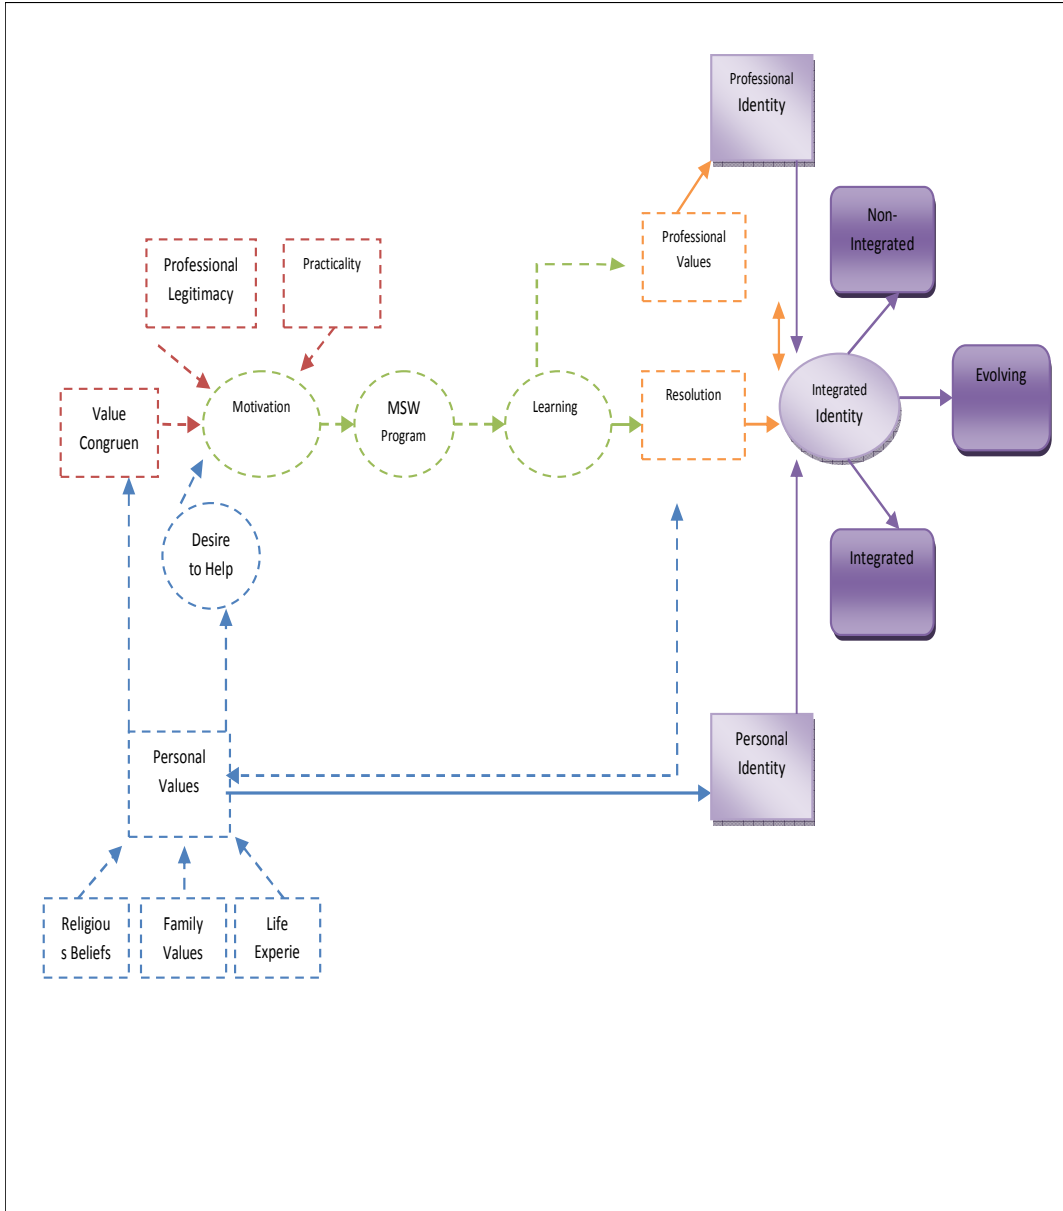 Professional
Identity
Non-
Integrated
Professional
Values
Professional
Legitimacy
Practicality
Evolving
Motivation
MSW
Program
Learning
Resolution
Integrated
Identity
Value
Congruen
Desire
to Help
Integrated
Personal
Values
Personal
Identity
Religiou
s Beliefs
Family
Values
Life
Experie